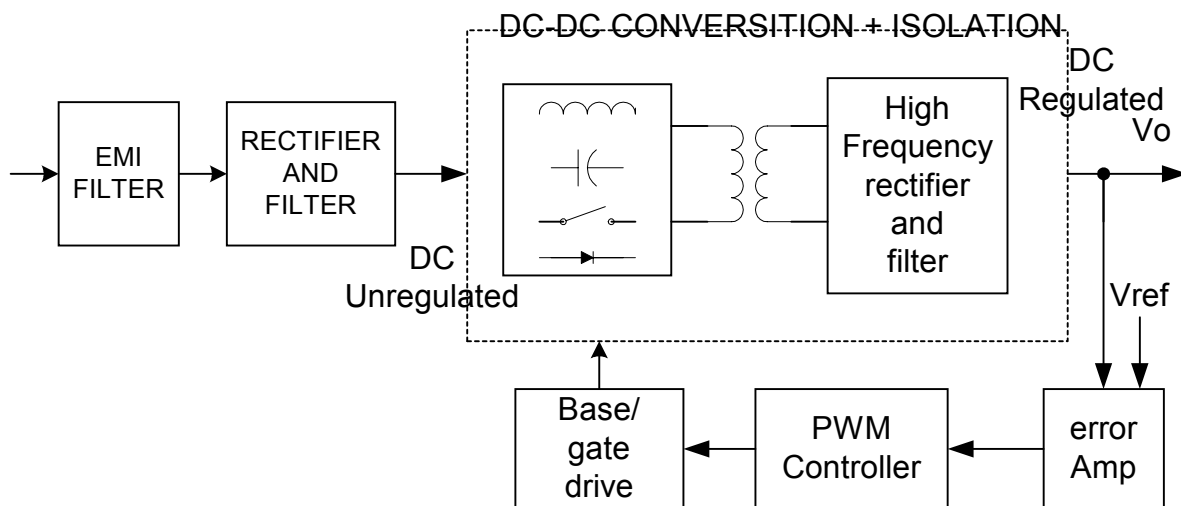 DC-DC CONVERSITION + ISOLATION
EMI
FILTER
RECTIFIER
AND
FILTER
DC
Unregulated
High
Frequency
rectifier
and
filter
DC
Regulated
Vo
Vref
Base/
gate
drive
PWM
Controller
error
Amp